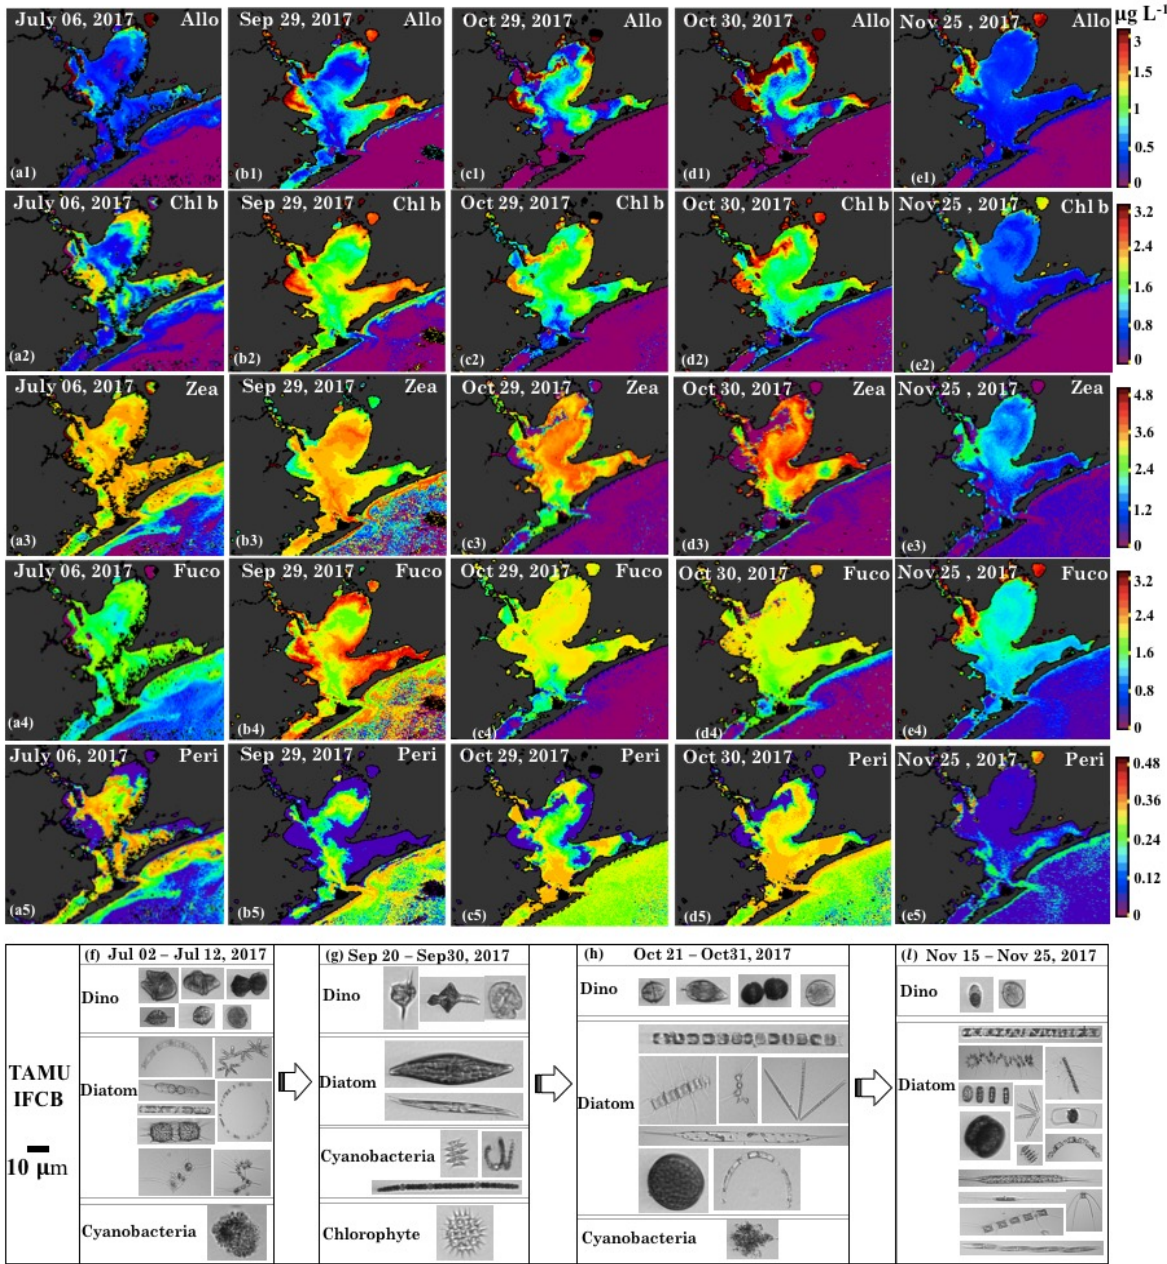 July 06, 2017 Allo Sep 29, 2017 Allo Oct 29, 2017 Allo Oct 30, 2017 Allo Nov 25 , 2017 Allo μg L-1
3
1.5
1
0.5
0
(a1) (b1) (c1) (d1) (e1)
July 06, 2017 Chl b Sep 29, 2017 Chl b Oct 29, 2017 Chl b Oct 30, 2017 Chl b Nov 25 , 2017 Chl b
3.2
2.4
1.6
0.8
0
(a2) (b2) (c2) (d2) (e2)
July 06, 2017 Zea Sep 29, 2017 Zea Oct 29, 2017 Zea Oct 30, 2017 Zea Nov 25 , 2017 Zea
4.8
3.6
2.4
1.2
0
(a3) (b3) (c3) (d3) (e3)
July 06, 2017 Fuco Sep 29, 2017 Fuco Oct 29, 2017 Fuco Oct 30, 2017 Fuco Nov 25 , 2017 Fuco
3.2
2.4
1.6
0.8
0
(a4) (b4) (c4) (d4) (e4)
July 06, 2017 Peri Sep 29, 2017 Peri Oct 29, 2017 Peri Oct 30, 2017 Peri Nov 25 , 2017 Peri
0.48
0.36
0.24
0.12
0
(a5) (b5) (c5) (d5) (e5)
TAMU
IFCB
10 μm
(f) Jul 02 – Jul 12, 2017
Dino
Diatom
Cyanobacteria
(g) Sep 20 – Sep30, 2017
Dino
Diatom
Cyanobacteria
Chlorophyte
(h) Oct 21 – Oct31, 2017
Dino
Diatom
Cyanobacteria
(l) Nov 15 – Nov 25, 2017
Dino
Diatom